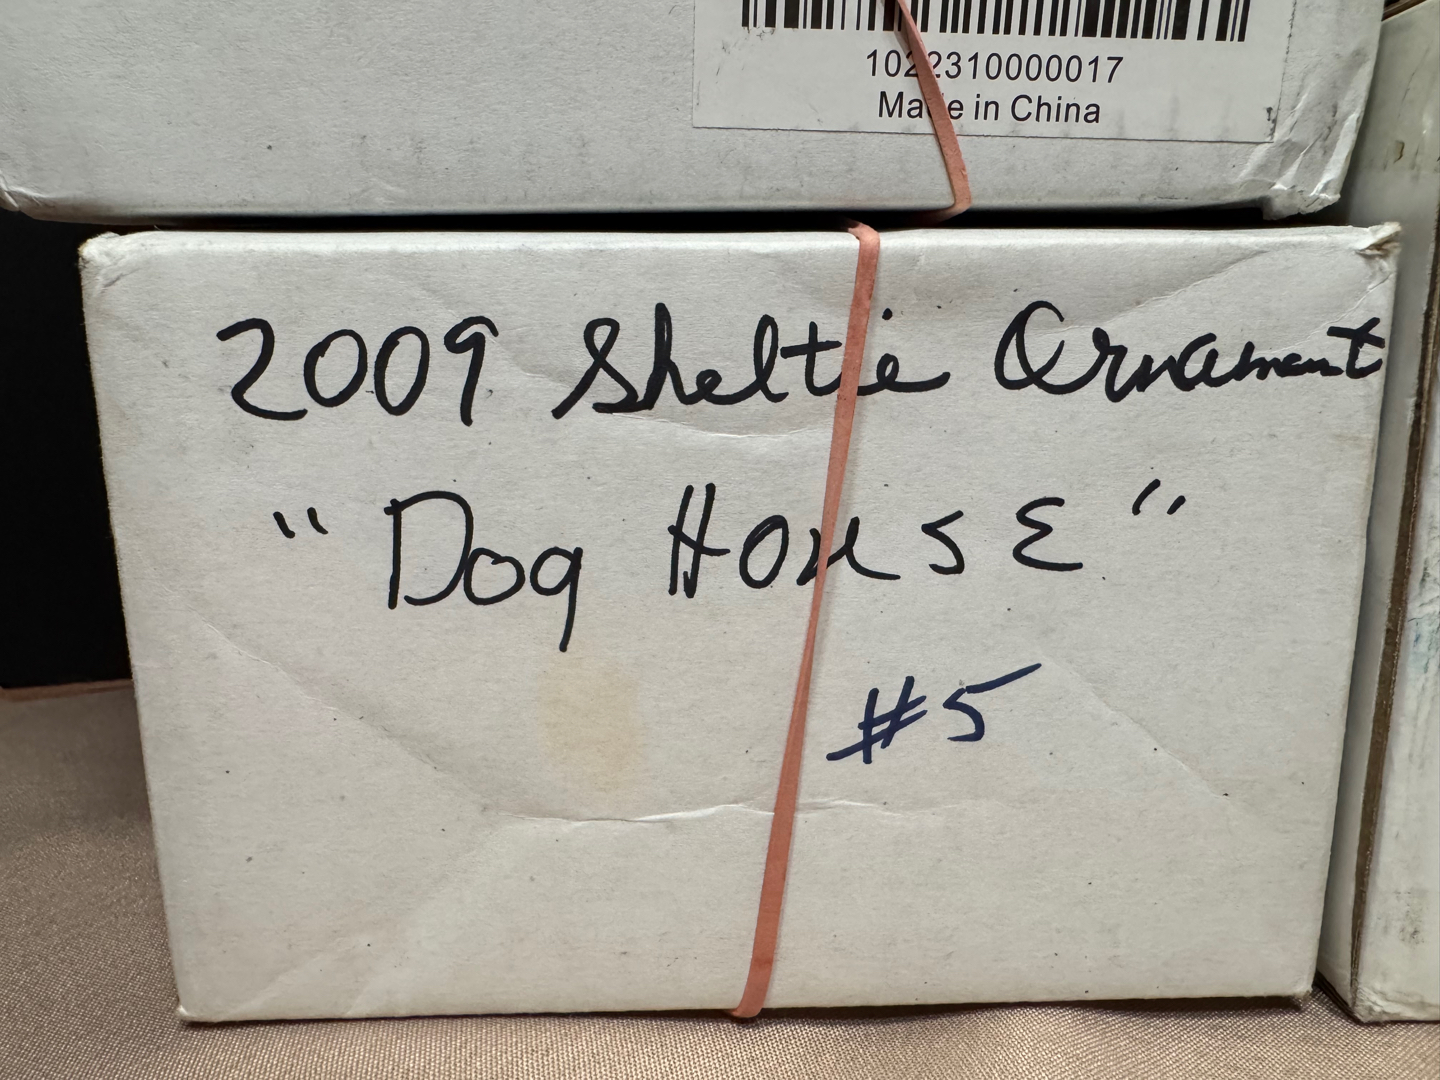 1022310000017
Made in China
2009 Sheltie Ornament
"Dog House"
#5